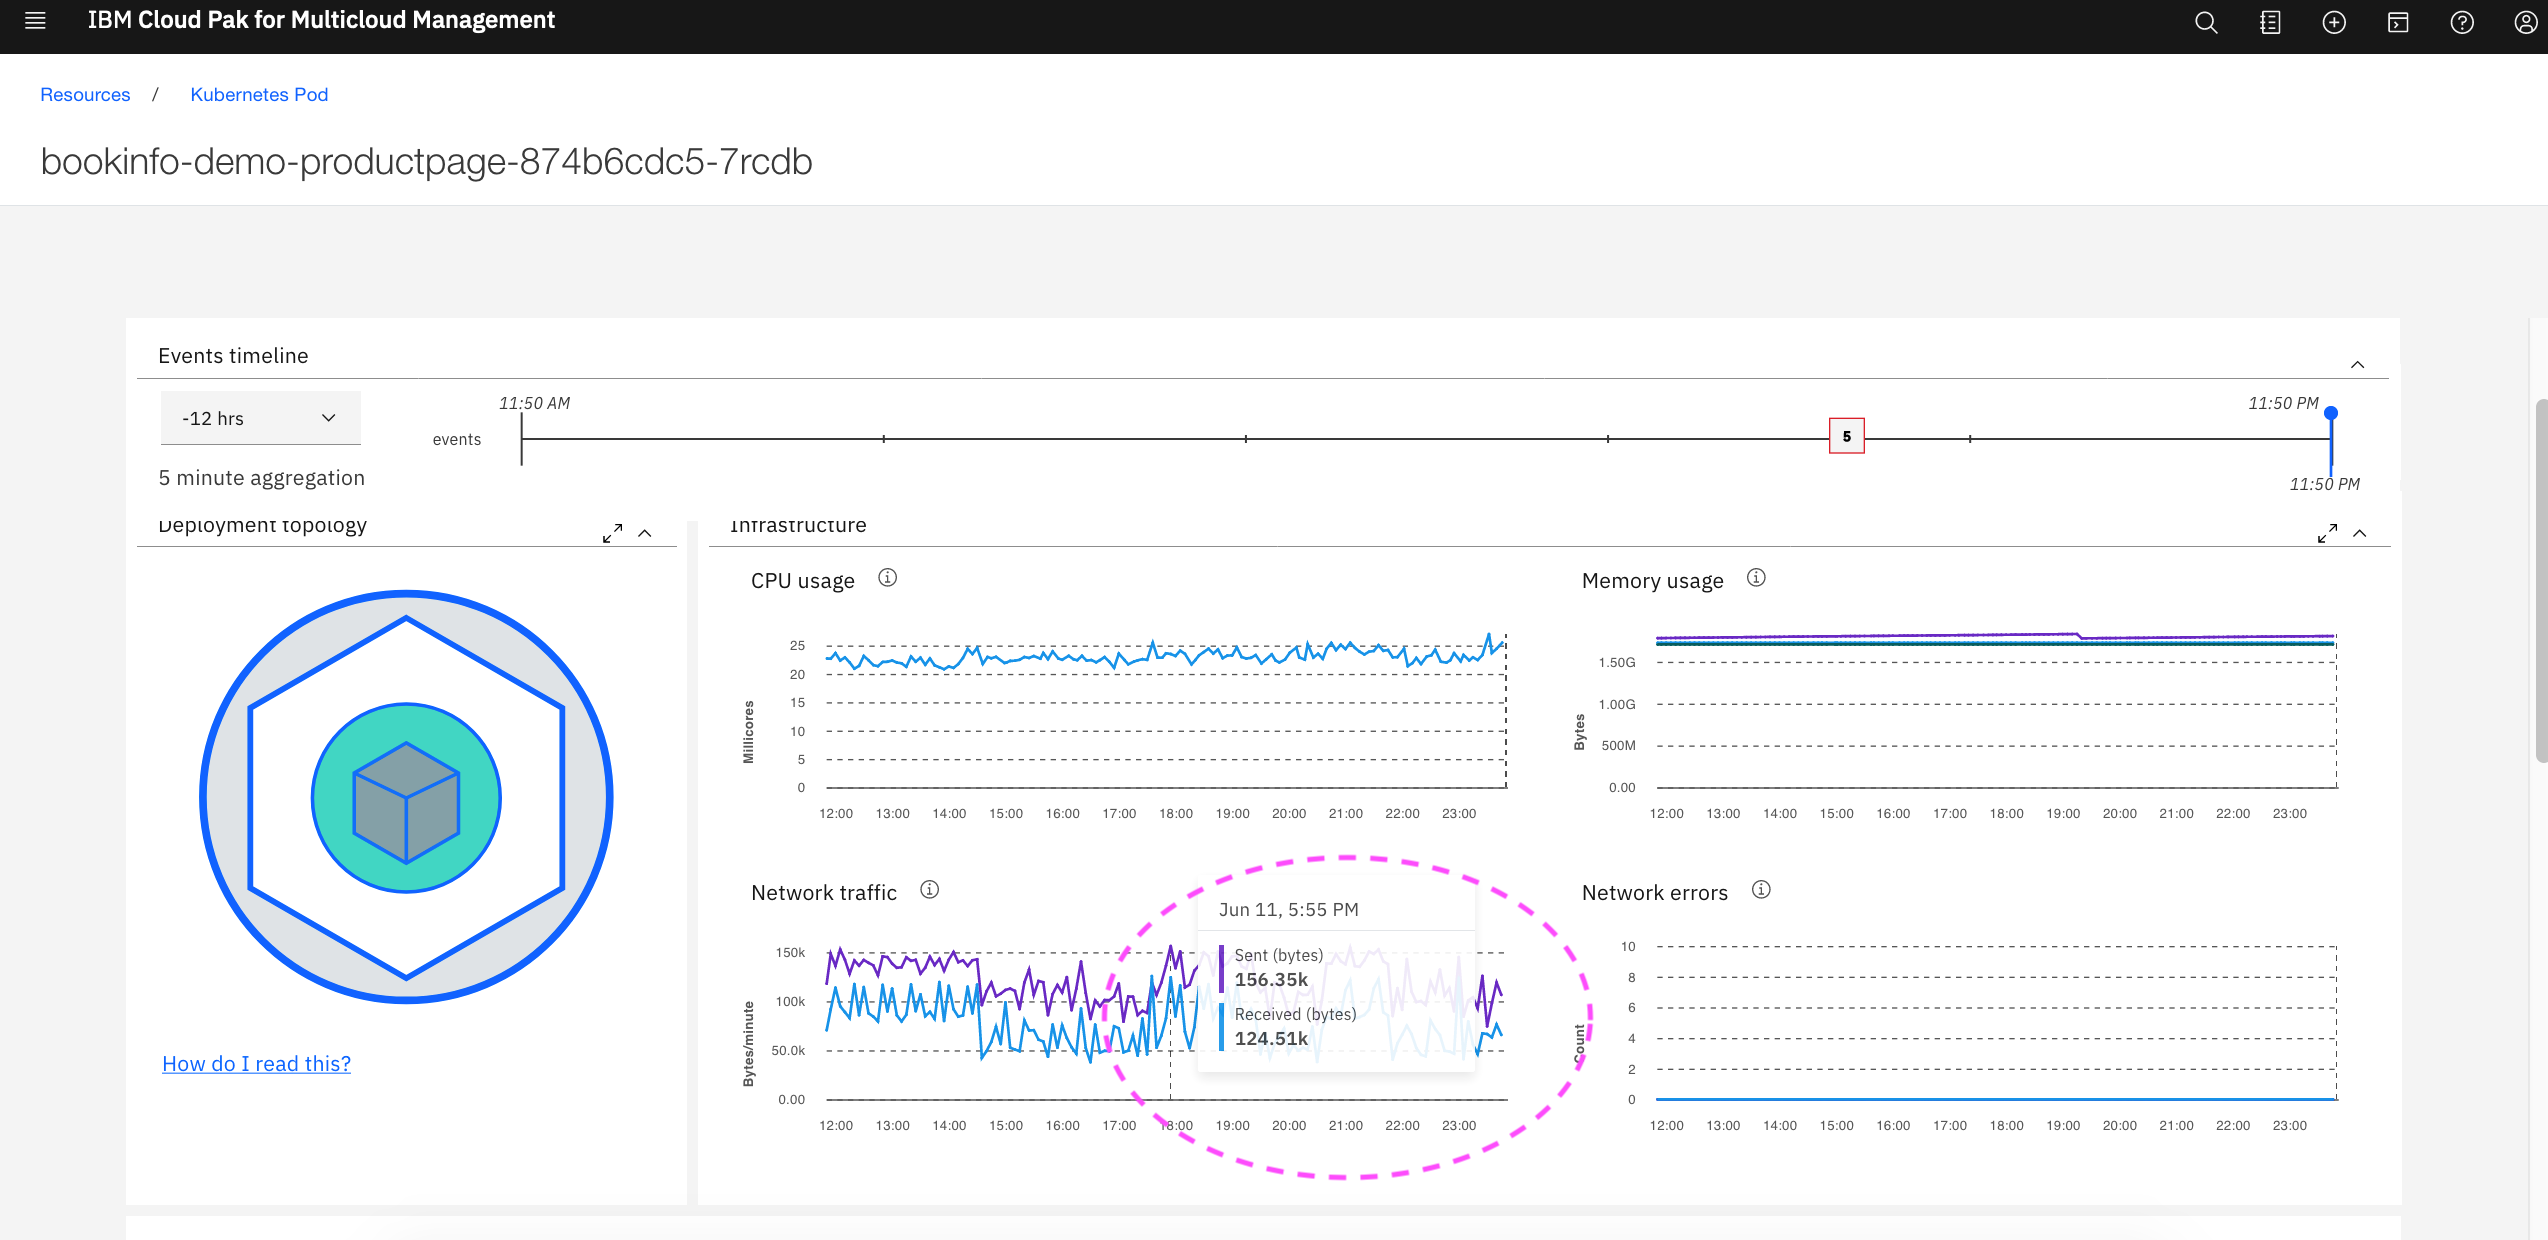 IBM Cloud Pak for Multicloud Management
Resources / Kubernetes Pod
bookinfo-demo-productpage-874b6cdc5-7rcdb
Events timeline
-12 hrs
5 minute aggregation
11:50 AM
events
5
11:50 PM
11:50 PM
Deployment topology
How do I read this?
Infrastructure
CPU usage
Millicores
25
20
15
10
5
0
12:00 13:00 14:00 15:00 16:00 17:00 18:00 19:00 20:00 21:00 22:00 23:00
Memory usage
Bytes
1.50G
1.00G
500M
0.00
12:00 13:00 14:00 15:00 16:00 17:00 18:00 19:00 20:00 21:00 22:00 23:00
Network traffic
Bytes/minute
150k
100k
50.0k
0.00
12:00 13:00 14:00 15:00 16:00 17:00 18:00 19:00 20:00 21:00 22:00 23:00
Jun 11, 5:55 PM
Sent (bytes)
156.35k
Received (bytes)
124.51k
Network errors
Count
10
8
6
4
2
0
12:00 13:00 14:00 15:00 16:00 17:00 18:00 19:00 20:00 21:00 22:00 23:00